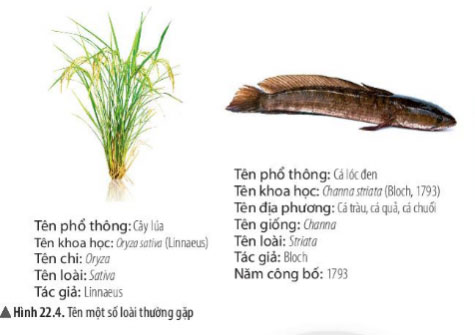 Tên phổ thông: Cây lúa
Tên khoa học: Oryza sativa (Linnaeus)
Tên chi: Oryza
Tên loài: Sativa
Tác giả: Linnaeus
Tên phổ thông: Cá lóc đen
Tên khoa học: Channa striata (Bloch, 1793)
Tên địa phương: Cá tràu, cá quả, cá chuối
Tên giống: Channa
Tên loài: Striata
Tác giả: Bloch
Năm công bố: 1793
▲ Hình 22.4. Tên một số loài thường gặp